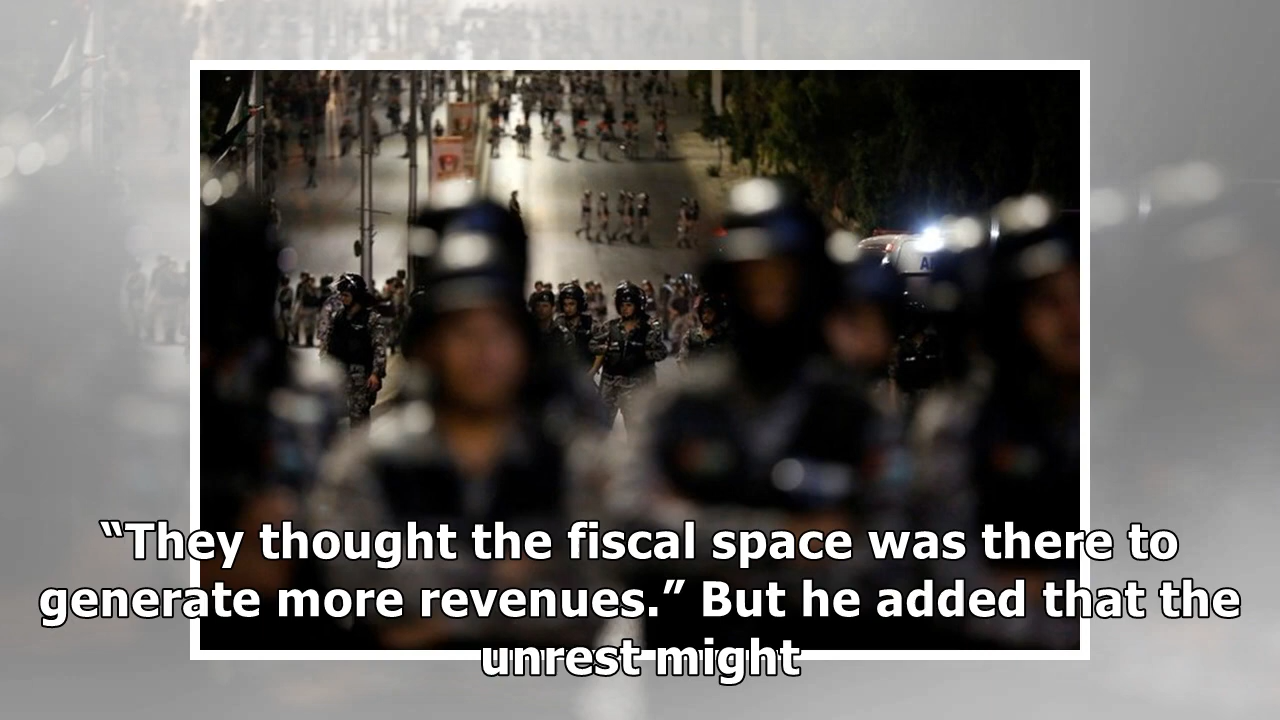 “They thought the fiscal space was there to
generate more revenues.” But he added that the
unrest might